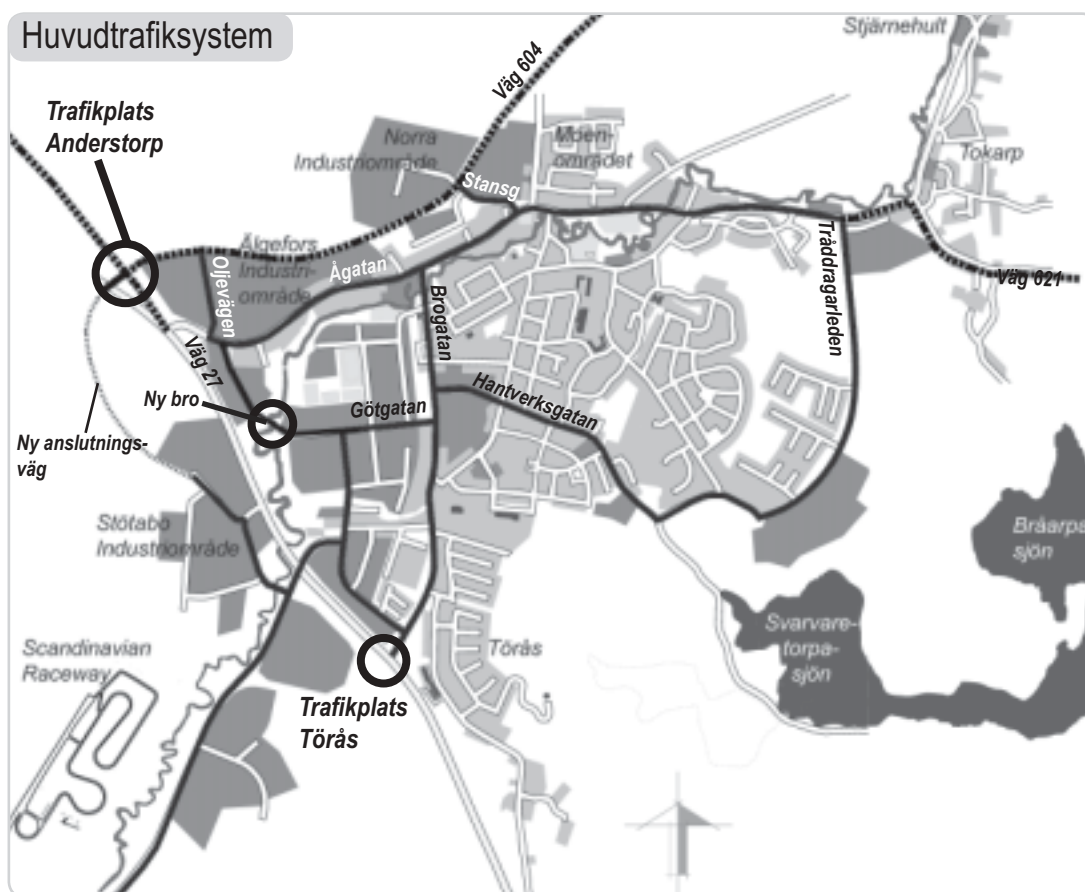 Huvudtrafiksystem
Stjärnehult
Väg 604
Trafikplats
Anderstorp
Norra
Industriområde
Moen-
området
Tokarp
Stansg
Älgefors
Industri-
område
Oljevägen
Ågatan
Brogatan
Tråddragarleden
Väg 621
Väg 27
Ny bro
Götgatan
Hantverksgatan
Ny anslutnings-
väg
Stötabo
Industriområde
Bråarpa
sjön
Svarvare-
torpa-
sjön
Scandinavian
Raceway
Törås
Trafikplats
Törås